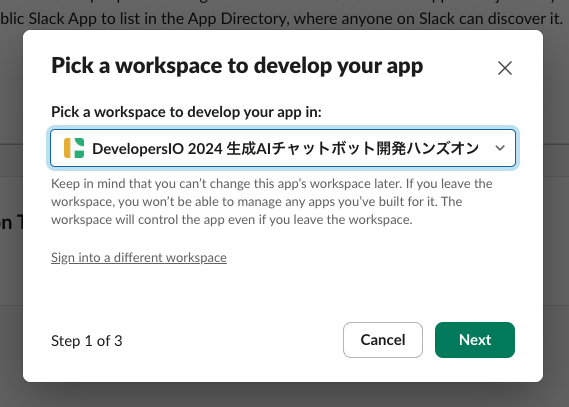 blic Slack App to list in the App Directory, where anyone on Slack can discover it.
Pick a workspace to develop your app
Pick a workspace to develop your app in:
DevelopersIO 2024 生成AIチャットボット開発ハンズオン
Keep in mind that you can't change this app's workspace later. If you leave the
workspace, you won't be able to manage any apps you've built for it. The
workspace will control the app even if you leave the workspace.
Sign into a different workspace
Step 1 of 3
Cancel
Next